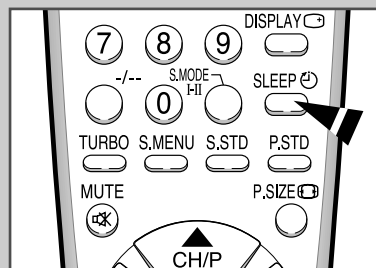 DISPLAY
7 8 9
-/-- S.MODE SLEEP
I-II
0
TURBO S.MENU S.STD P.STD
MUTE P.SIZE
CH/P